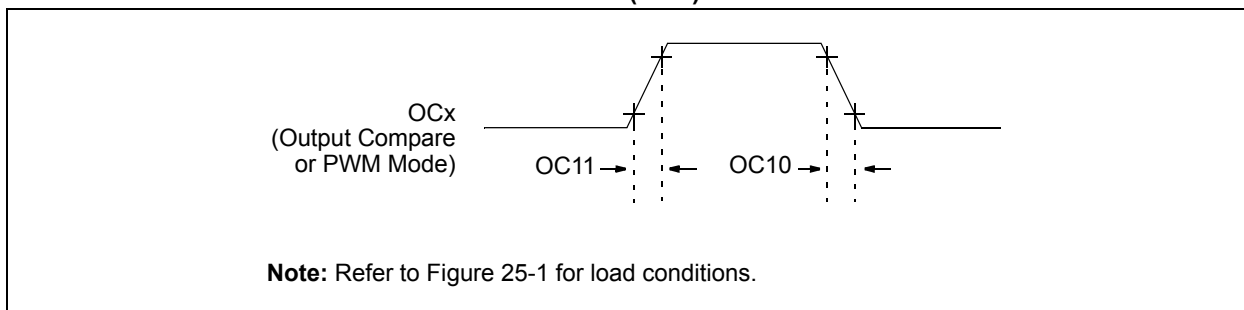 OCx
(Output Compare
or PWM Mode)
OC11
OC10
Note: Refer to Figure 25-1 for load conditions.